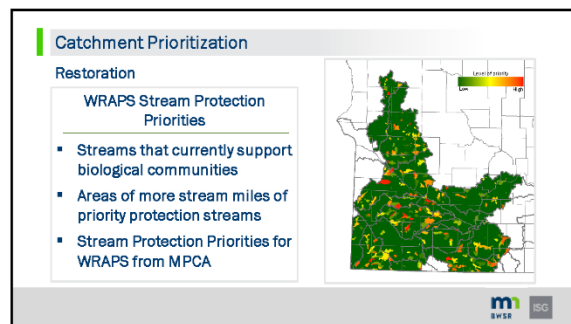 Catchment Prioritization
Restoration
WRAPS Stream Protection
Priorities
▪ Streams that currently support
biological communities
▪ Areas of more stream miles of
priority protection streams
▪ Stream Protection Priorities for
WRAPS from MPCA
Level of priority
Low High
mn
BWSR
ISG